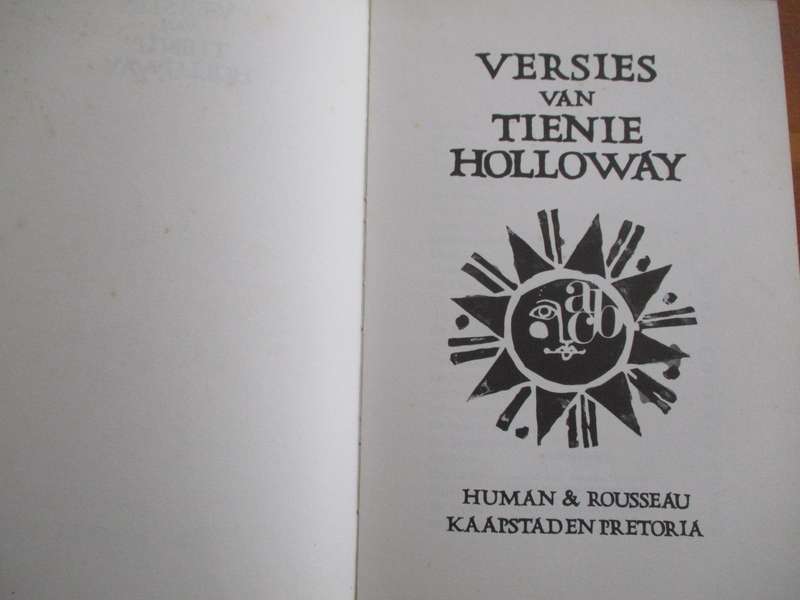 VERSIES
VAN
TIENIE
HOLLOWAY
abc
HUMAN & ROUSSEAU
KAAPSTAD EN PRETORIA